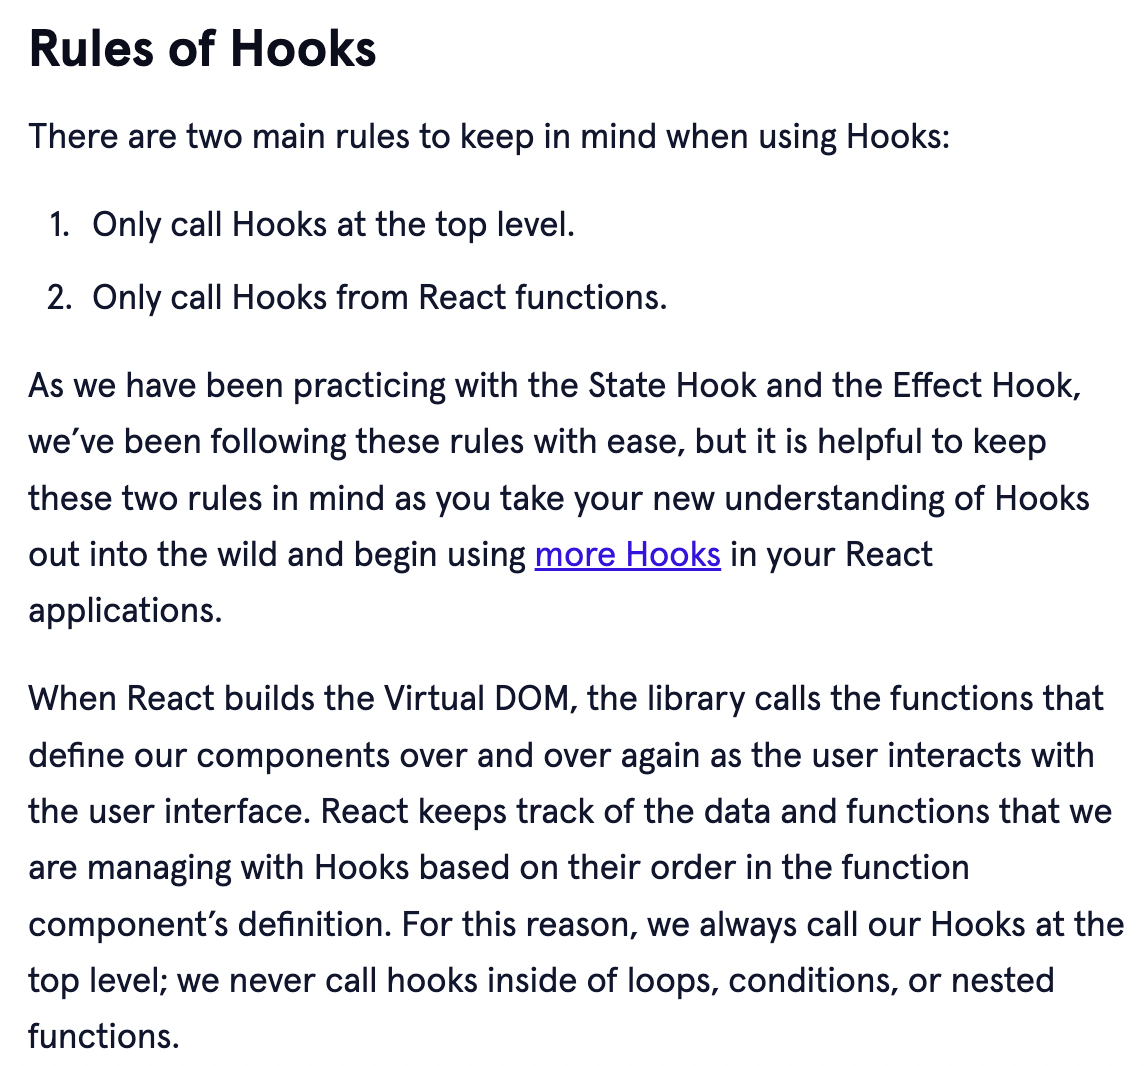 Rules of Hooks
There are two main rules to keep in mind when using Hooks:
1. Only call Hooks at the top level.
2. Only call Hooks from React functions.
As we have been practicing with the State Hook and the Effect Hook,
we’ve been following these rules with ease, but it is helpful to keep
these two rules in mind as you take your new understanding of Hooks
out into the wild and begin using more Hooks in your React
applications.
When React builds the Virtual DOM, the library calls the functions that
define our components over and over again as the user interacts with
the user interface. React keeps track of the data and functions that we
are managing with Hooks based on their order in the function
component’s definition. For this reason, we always call our Hooks at the
top level; we never call hooks inside of loops, conditions, or nested
functions.